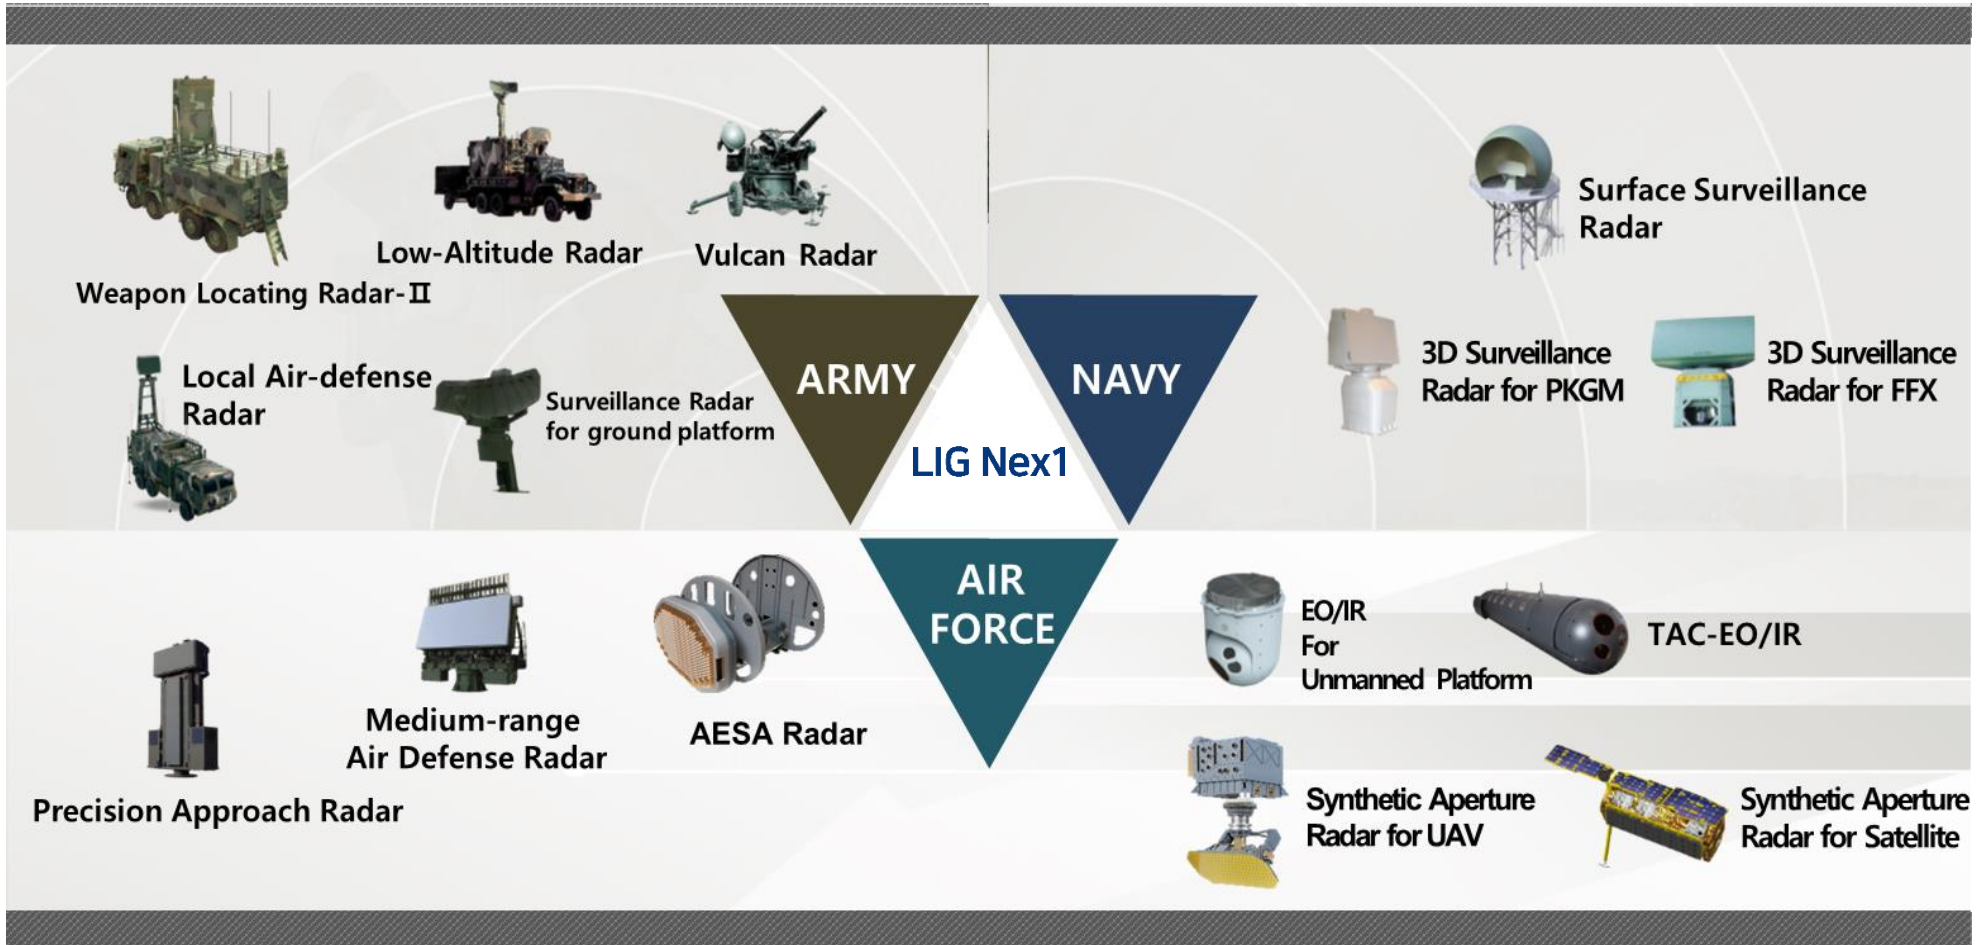 Low-Altitude Radar
Vulcan Radar
Weapon Locating Radar-Ⅱ
Local Air-defense
Radar
Surveillance Radar
for ground platform
ARMY
NAVY
LIG Nex1
AIR
FORCE
Surface Surveillance
Radar
3D Surveillance
Radar for PKGM
3D Surveillance
Radar for FFX
Precision Approach Radar
Medium-range
Air Defense Radar
AESA Radar
EO/IR
For
Unmanned Platform
TAC-EO/IR
Synthetic Aperture
Radar for UAV
Synthetic Aperture
Radar for Satellite